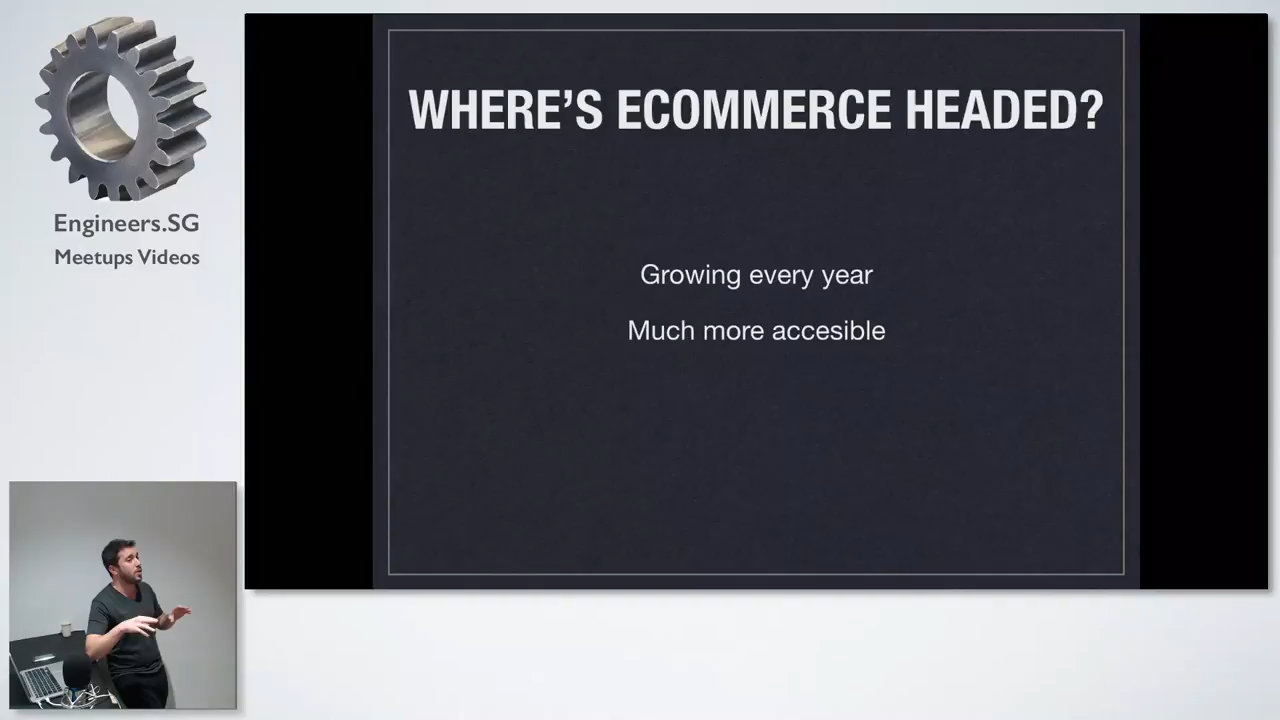 Engineers.SG
Meetups Videos
WHERE'S ECOMMERCE HEADED?
Growing every year
Much more accesible